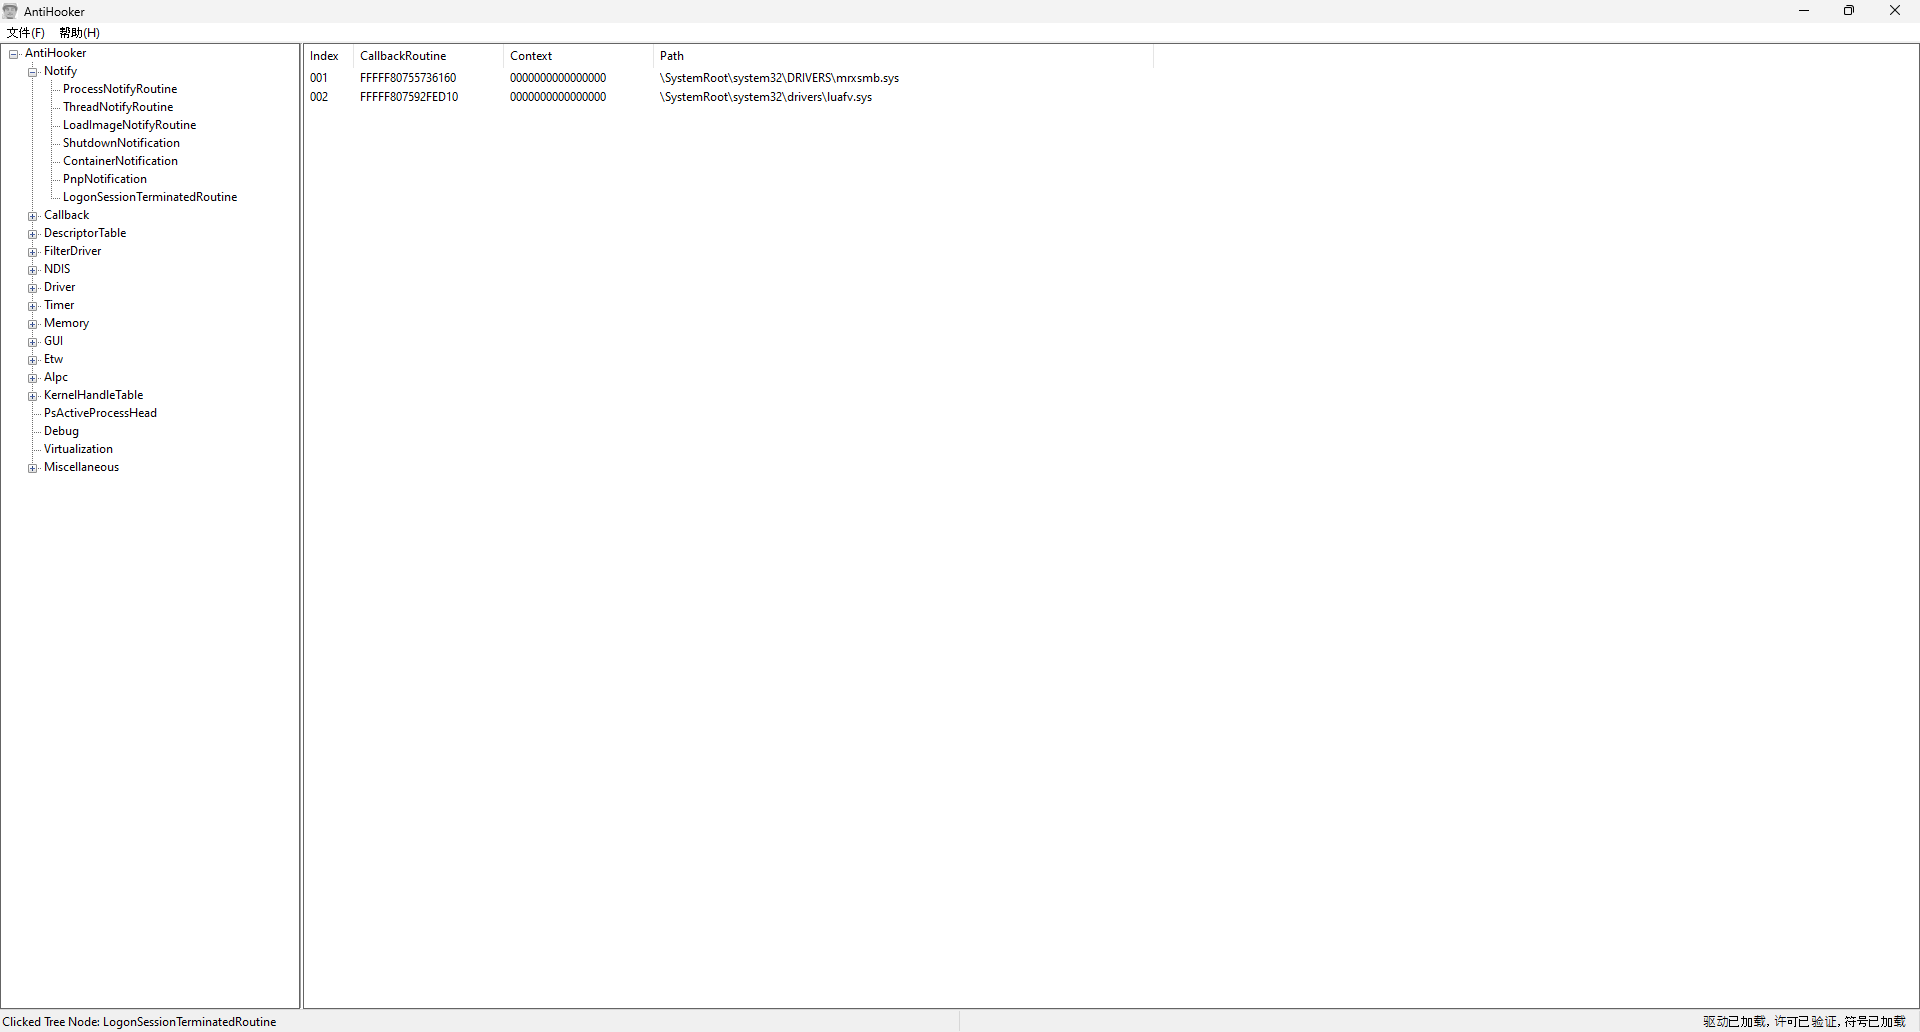 AntiHooker
文件(F) 帮助(H)
AntiHooker
Notify
ProcessNotifyRoutine
ThreadNotifyRoutine
LoadImageNotifyRoutine
ShutdownNotification
ContainerNotification
PnpNotification
LogonSessionTerminatedRoutine
Callback
DescriptorTable
FilterDriver
NDIS
Driver
Timer
Memory
GUI
Etw
Alpc
KernelHandleTable
PsActiveProcessHead
Debug
Virtualization
Miscellaneous
Index CallbackRoutine Context Path
001 FFFFF80755736160 0000000000000000 \SystemRoot\system32\DRIVERS\mrxsmb.sys
002 FFFFF807592FED10 0000000000000000 \SystemRoot\system32\drivers\luafv.sys
Clicked Tree Node: LogonSessionTerminatedRoutine
驱动已加载, 许可已验证, 符号已加载